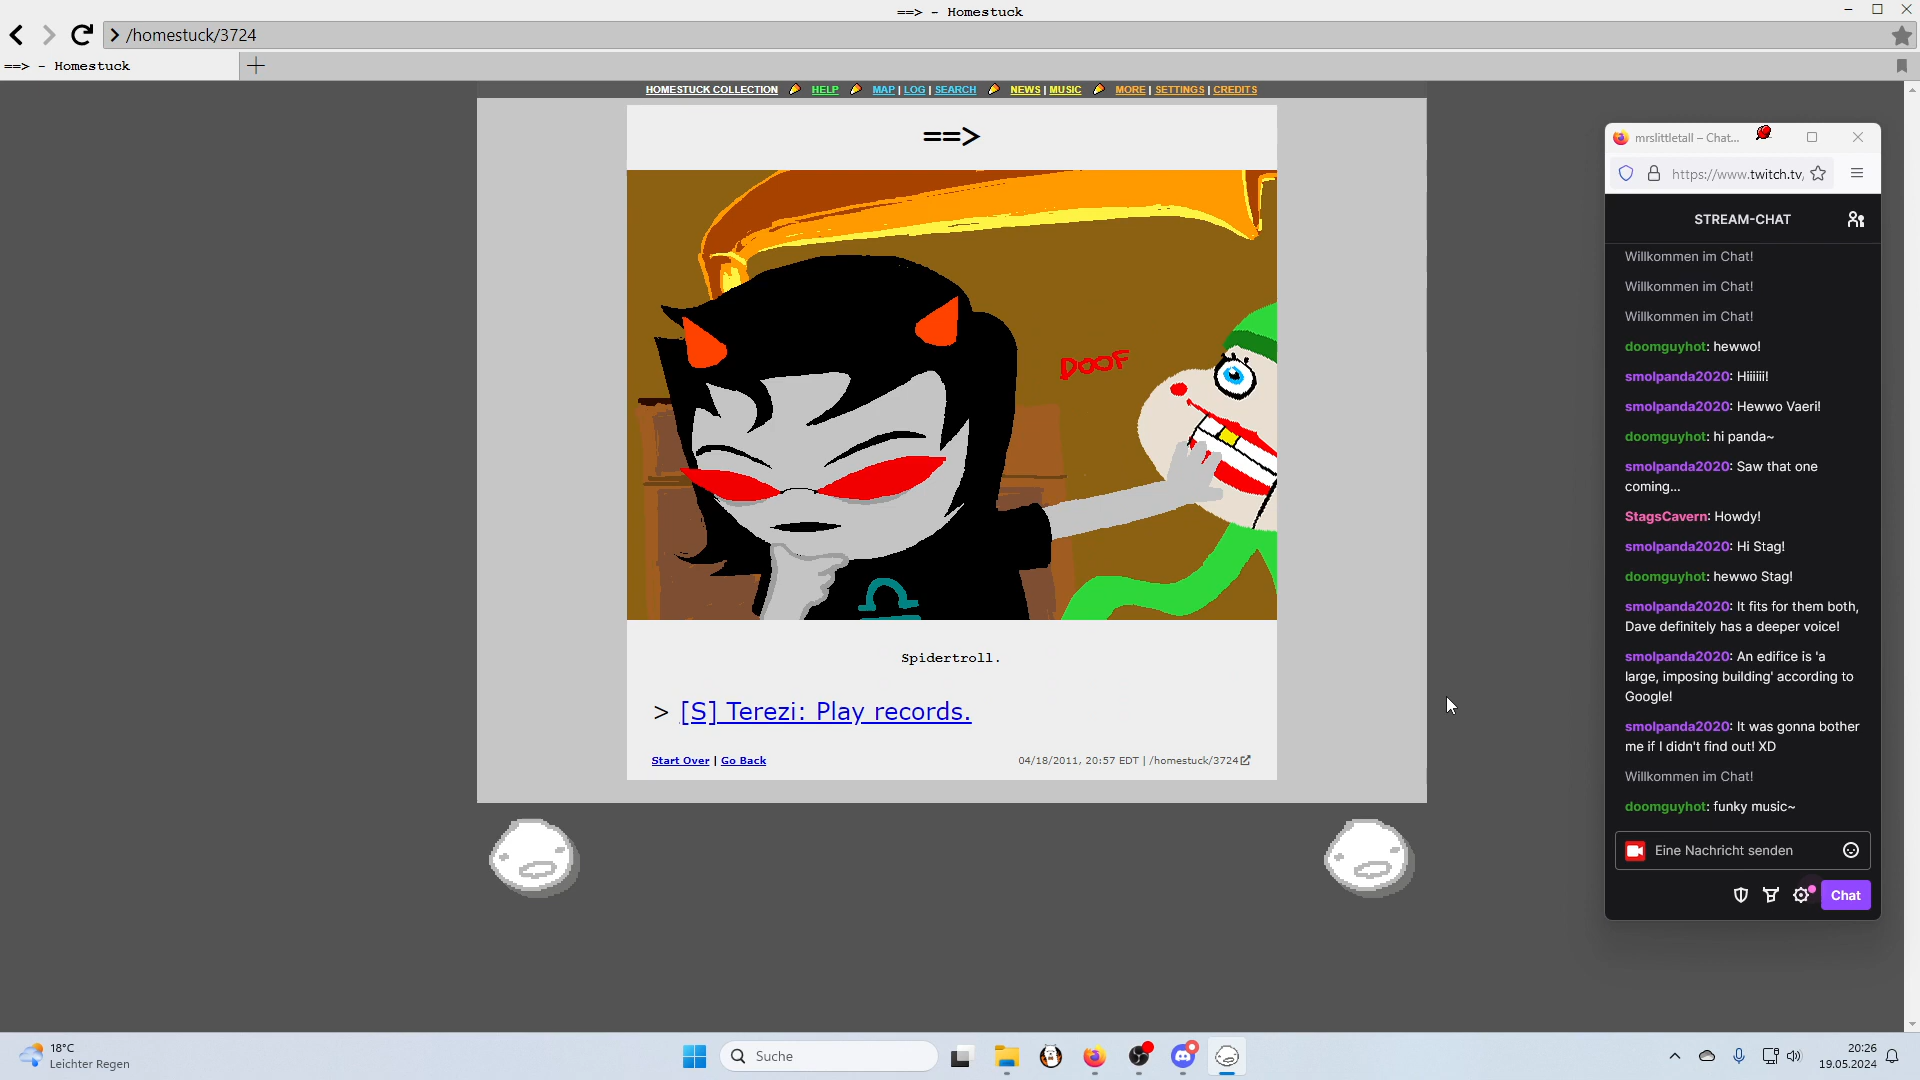 ==> - Homestuck
/homestuck/3724
==> - Homestuck
HOMESTUCK COLLECTION HELP MAP | LOG | SEARCH NEWS | MUSIC MORE | SETTINGS | CREDITS
==>
DOOF
Spidertroll.
> [S] Terezi: Play records.
Start Over | Go Back
04/18/2011, 20:57 EDT | /homestuck/3724
mrslittletall – Chat...
https://www.twitch.tv
STREAM-CHAT
Willkommen im Chat!
Willkommen im Chat!
Willkommen im Chat!
doomguyhot: hewwo!
smolpanda2020: Hiiiiii!
smolpanda2020: Hewwo Vaeri!
doomguyhot: hi panda~
smolpanda2020: Saw that one
coming...
StagsCavern: Howdy!
smolpanda2020: Hi Stag!
doomguyhot: hewwo Stag!
smolpanda2020: It fits for them both,
Dave definitely has a deeper voice!
smolpanda2020: An edifice is 'a
large, imposing building' according to
Google!
smolpanda2020: It was gonna bother
me if I didn't find out! XD
Willkommen im Chat!
doomguyhot: funky music~
Eine Nachricht senden
Chat
18°C
Leichter Regen
Suche
20:26
19.05.2024